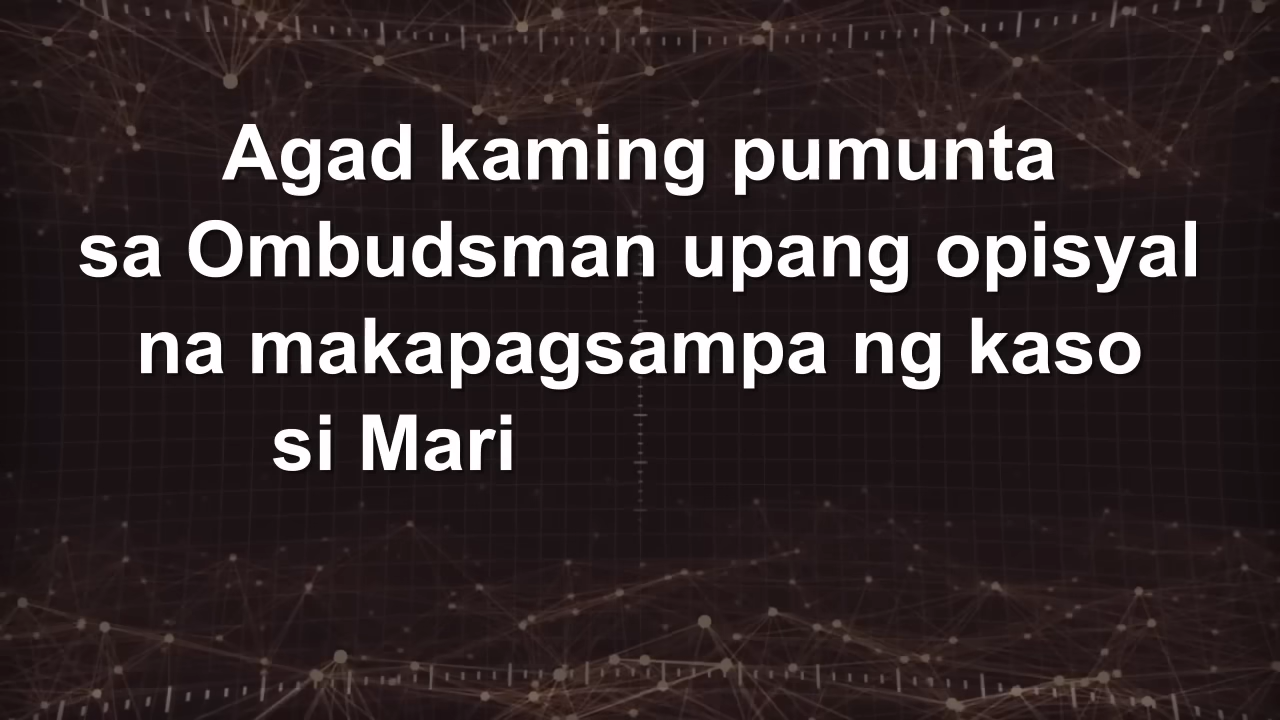 Agad kaming pumunta
sa Ombudsman upang opisyal
na makapagsampa ng kaso
si Mari